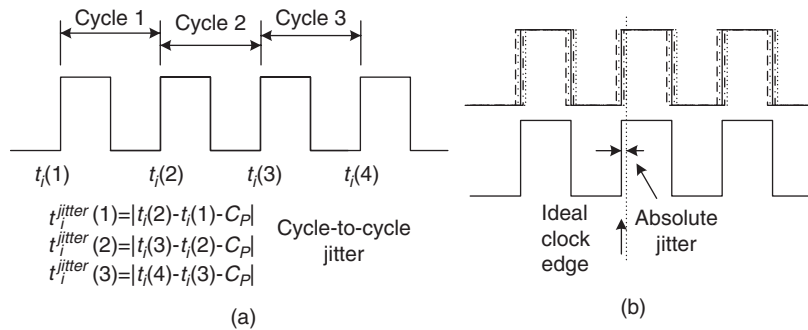 Cycle 1
Cycle 2
Cycle 3
t_i(1)
t_i(2)
t_i(3)
t_i(4)
t_i^{jitter}(1)=|t_i(2)-t_i(1)-C_P|
t_i^{jitter}(2)=|t_i(3)-t_i(2)-C_P|
t_i^{jitter}(3)=|t_i(4)-t_i(3)-C_P|
Cycle-to-cycle
jitter
(a)
Ideal
clock
edge
Absolute
jitter
(b)